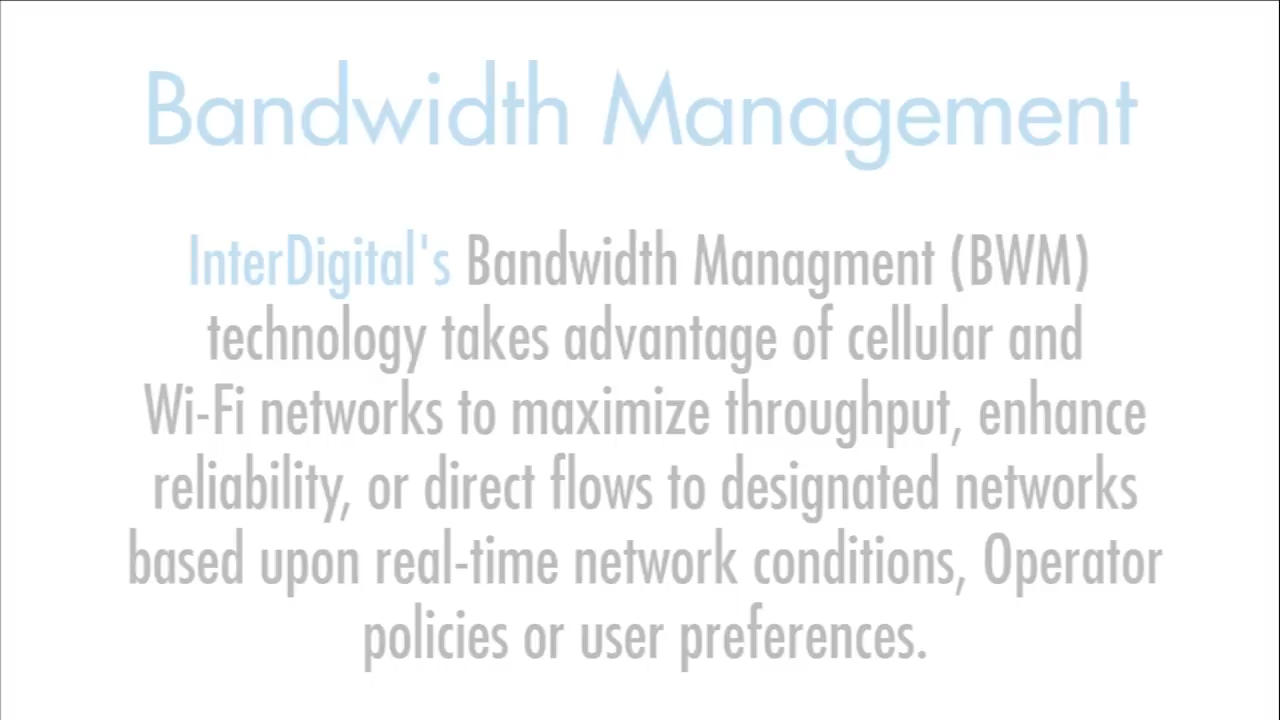 Bandwidth Management
InterDigital's Bandwidth Managment (BWM)
technology takes advantage of cellular and
Wi-Fi networks to maximize throughput, enhance
reliability, or direct flows to designated networks
based upon real-time network conditions, Operator
policies or user preferences.